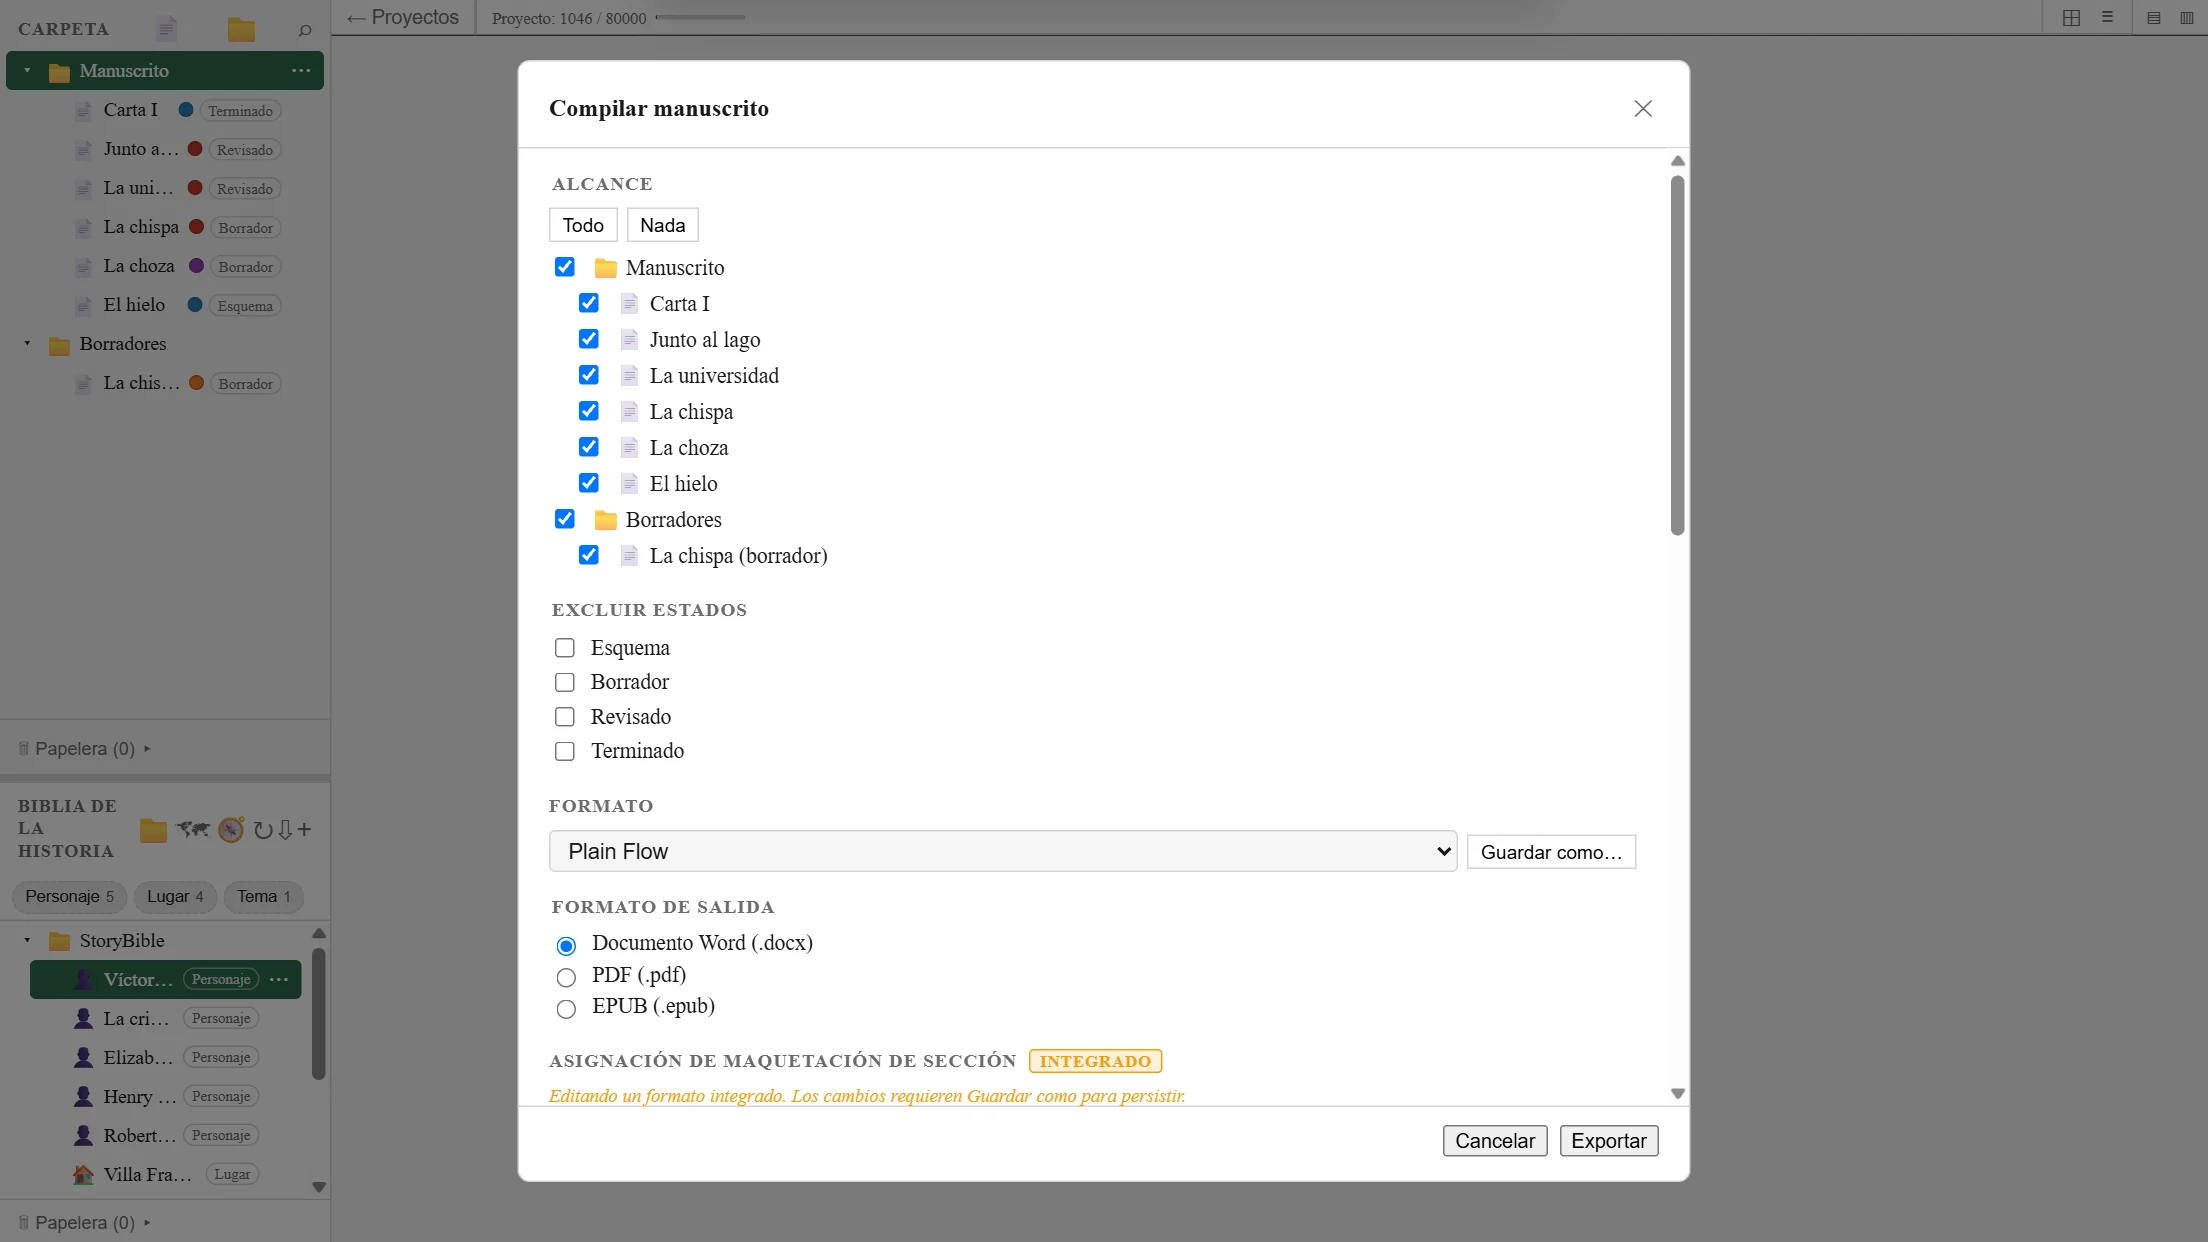 CARPETA
Manuscrito
Carta I Terminado
Junto a... Revisado
La uni... Revisado
La chispa Borrador
La choza Borrador
El hielo Esquema
Borradores
La chis... Borrador
Papelera (0)
BIBLIA DE
LA
HISTORIA
Personaje 5 Lugar 4 Tema 1
StoryBible
Víctor... Personaje
La cri... Personaje
Elizab... Personaje
Henry ... Personaje
Robert... Personaje
Villa Fra... Lugar
Papelera (0)
← Proyectos Proyecto: 1046 / 80000
Compilar manuscrito
ALCANCE
Todo Nada
Manuscrito
Carta I
Junto al lago
La universidad
La chispa
La choza
El hielo
Borradores
La chispa (borrador)
EXCLUIR ESTADOS
Esquema
Borrador
Revisado
Terminado
FORMATO
Plain Flow Guardar como...
FORMATO DE SALIDA
Documento Word (.docx)
PDF (.pdf)
EPUB (.epub)
ASIGNACIÓN DE MAQUETACIÓN DE SECCIÓN INTEGRADO
Editando un formato integrado. Los cambios requieren Guardar como para persistir.
Cancelar Exportar